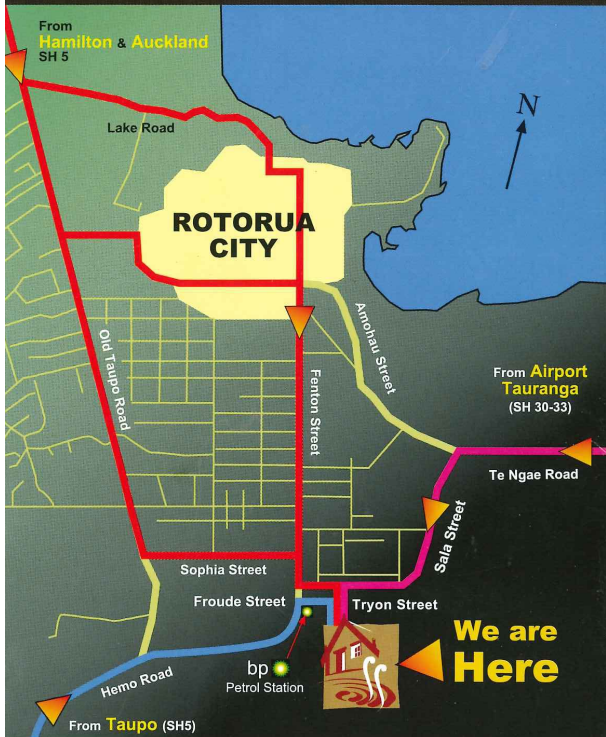 From
Hamilton & Auckland
SH 5
Lake Road
N
ROTORUA
CITY
Old Taupo Road
Fenton Street
Amohau Street
From Airport
Tauranga
(SH 30-33)
Te Ngae Road
Sala Street
Sophia Street
Froude Street
Tryon Street
We are
Here
bp
Petrol Station
Hemo Road
From Taupo (SH5)